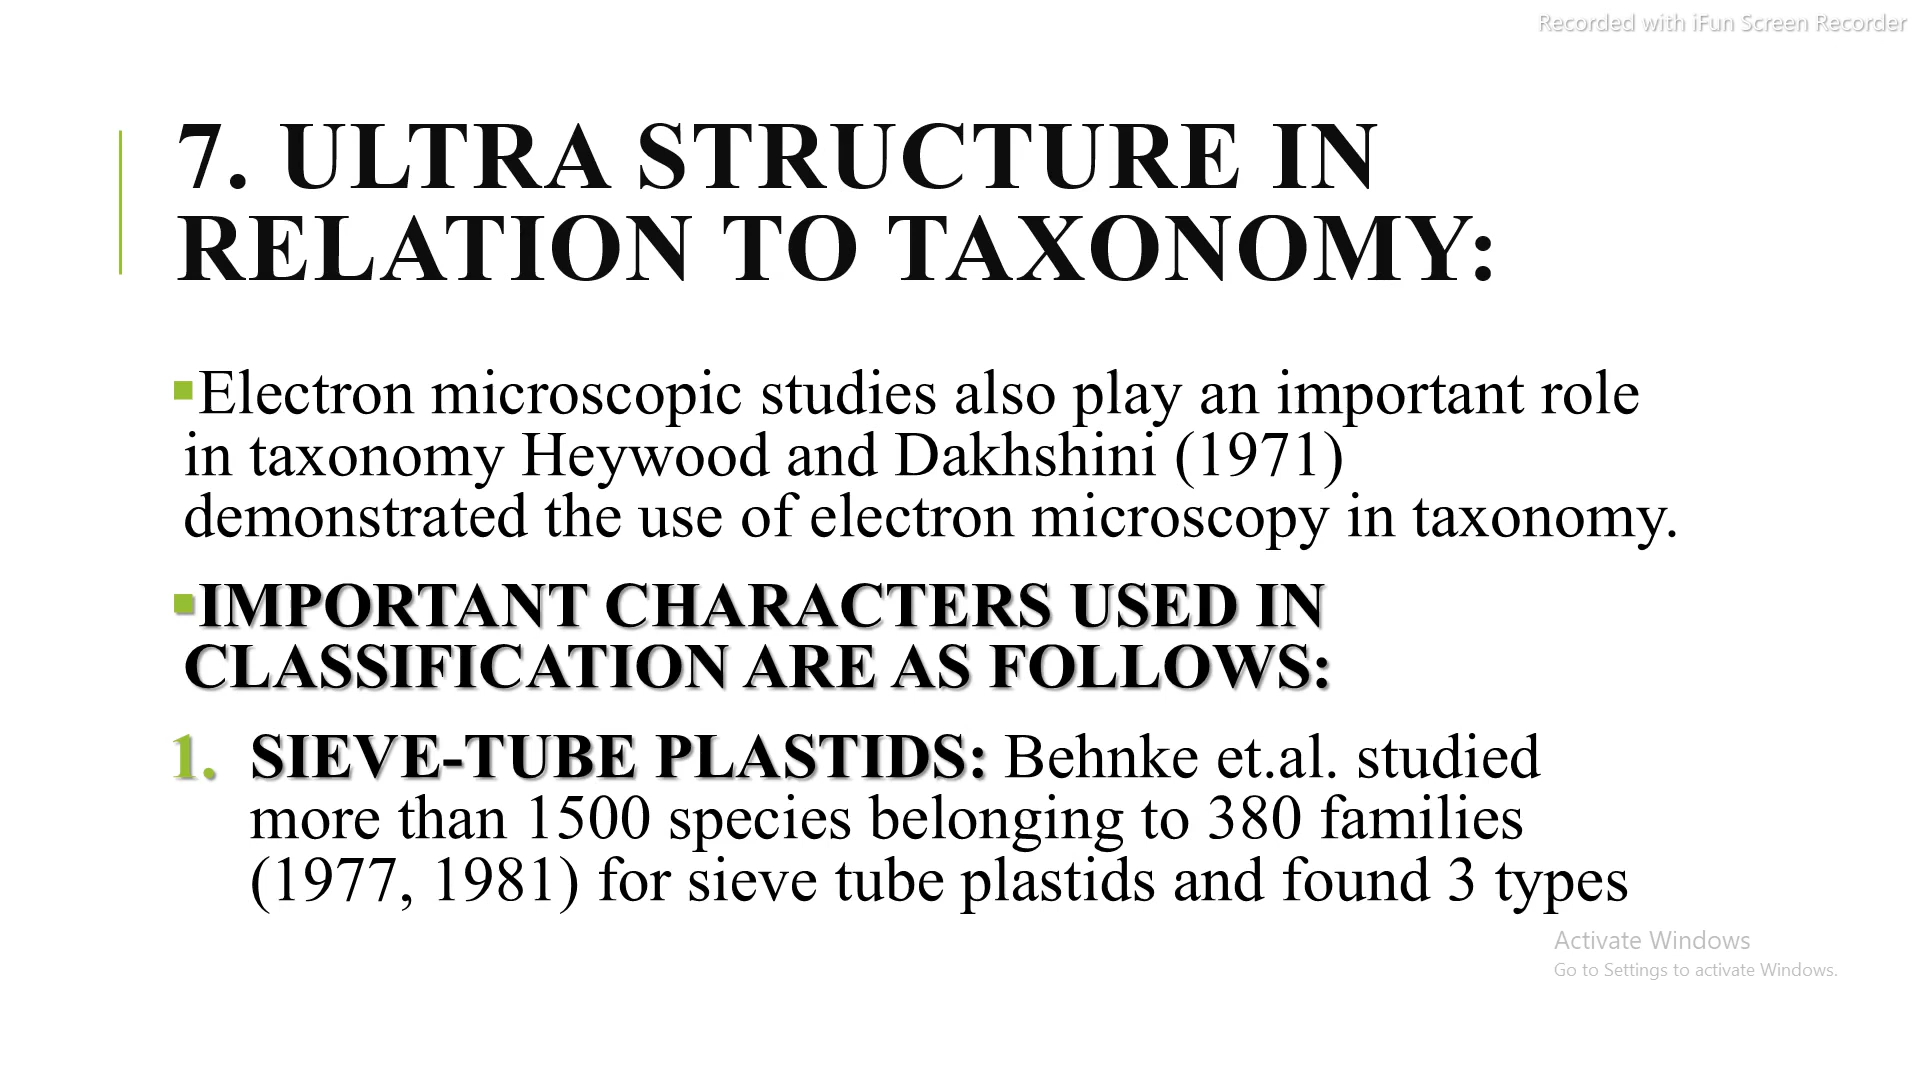 Recorded with iFun Screen Recorder
7. ULTRA STRUCTURE IN
RELATION TO TAXONOMY:
▪Electron microscopic studies also play an important role
in taxonomy Heywood and Dakhshini (1971)
demonstrated the use of electron microscopy in taxonomy.
▪IMPORTANT CHARACTERS USED IN
CLASSIFICATION ARE AS FOLLOWS:
1. SIEVE-TUBE PLASTIDS: Behnke et.al. studied
more than 1500 species belonging to 380 families
(1977, 1981) for sieve tube plastids and found 3 types
Activate Windows
Go to Settings to activate Windows.